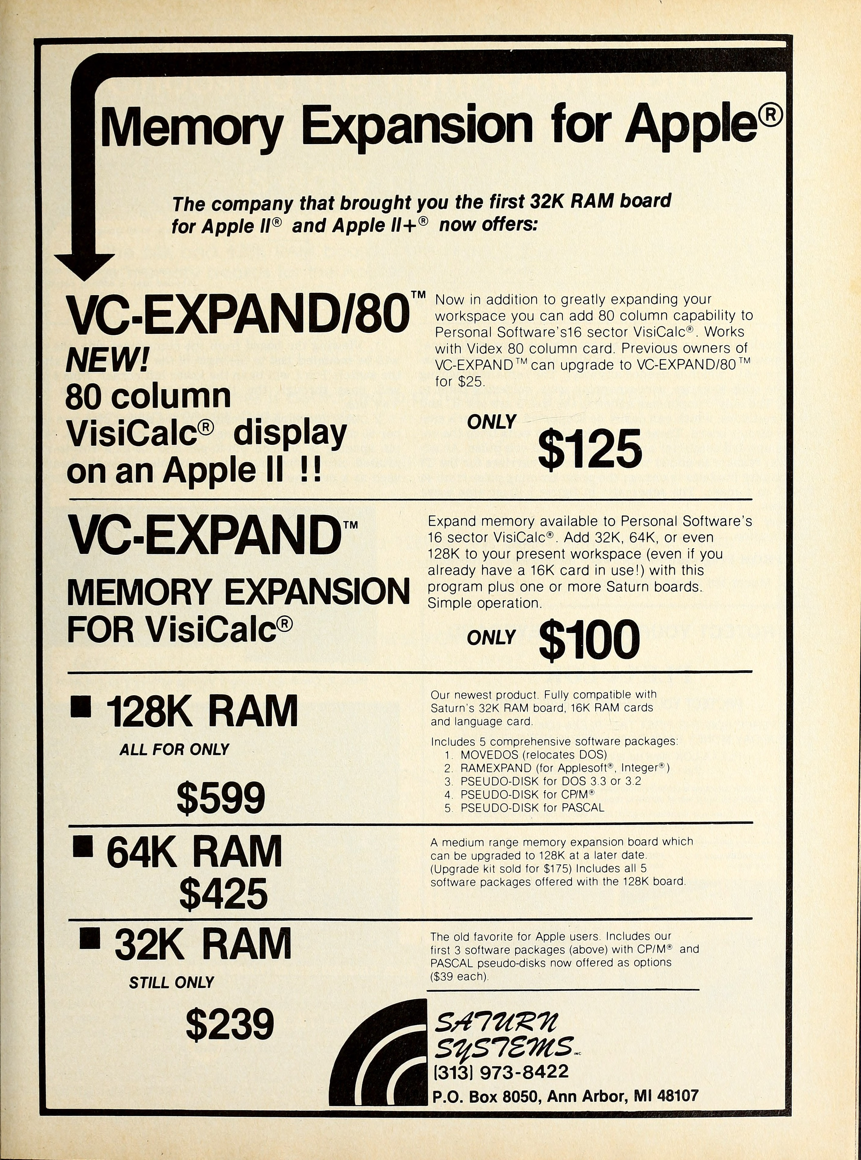 Memory Expansion for Apple®
The company that brought you the first 32K RAM board
for Apple II® and Apple II+® now offers:
VC-EXPAND/80™
NEW!
80 column
VisiCalc® display
on an Apple II !!
Now in addition to greatly expanding your
workspace you can add 80 column capability to
Personal Software's16 sector VisiCalc®. Works
with Videx 80 column card. Previous owners of
VC-EXPAND™ can upgrade to VC-EXPAND/80™
for $25.
ONLY $125
VC-EXPAND™
MEMORY EXPANSION
FOR VisiCalc®
Expand memory available to Personal Software's
16 sector VisiCalc®. Add 32K, 64K, or even
128K to your present workspace (even if you
already have a 16K card in use!) with this
program plus one or more Saturn boards.
Simple operation.
ONLY $100
■ 128K RAM
ALL FOR ONLY
$599
Our newest product. Fully compatible with
Saturn's 32K RAM board, 16K RAM cards
and language card.
Includes 5 comprehensive software packages:
1. MOVEDOS (relocates DOS)
2. RAMEXPAND (for Applesoft®, Integer®)
3. PSEUDO-DISK for DOS 3.3 or 3.2
4. PSEUDO-DISK for CP/M®
5. PSEUDO-DISK for PASCAL
■ 64K RAM
$425
A medium range memory expansion board which
can be upgraded to 128K at a later date.
(Upgrade kit sold for $175) Includes all 5
software packages offered with the 128K board.
■ 32K RAM
STILL ONLY
$239
The old favorite for Apple users. Includes our
first 3 software packages (above) with CP/M® and
PASCAL pseudo-disks now offered as options
($39 each).
SATURN
SYSTEMS INC
(313) 973-8422
P.O. Box 8050, Ann Arbor, MI 48107